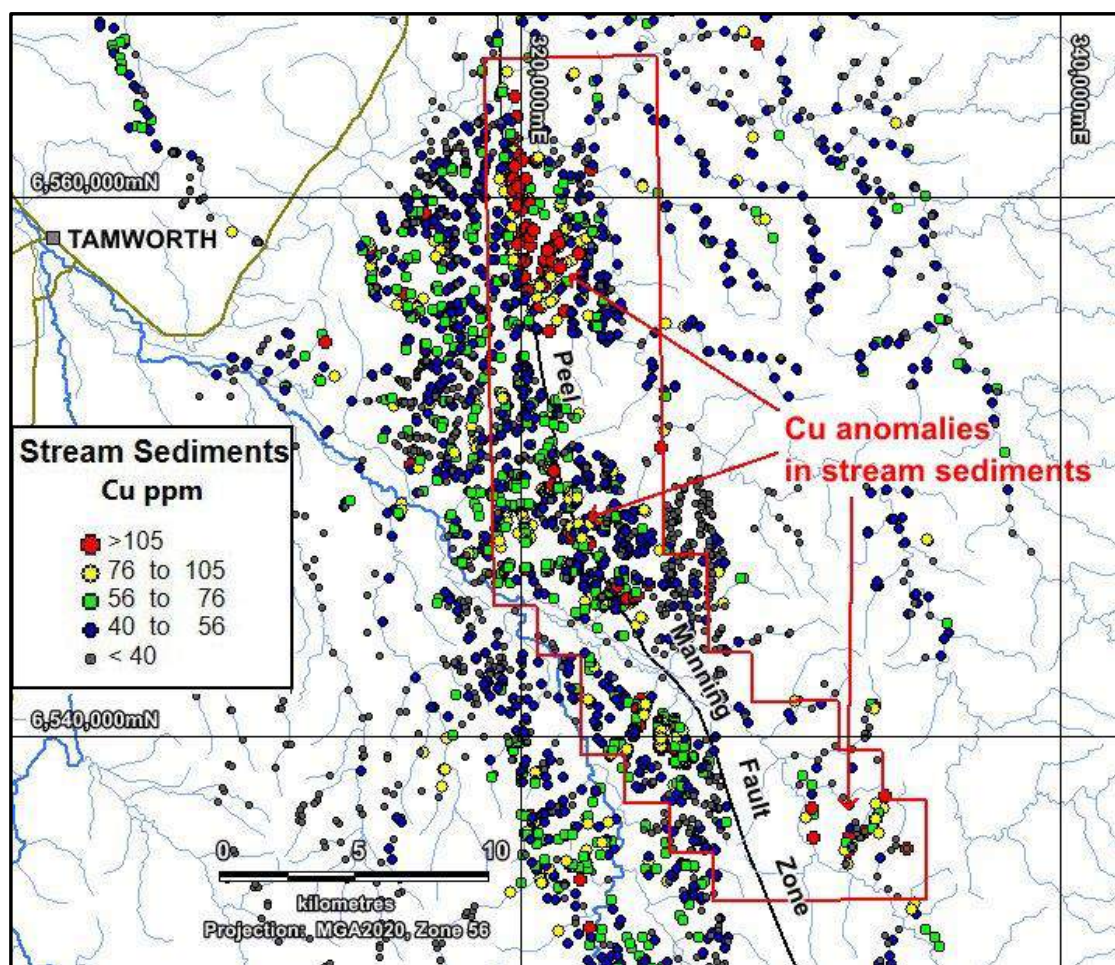 320,000mE
340,000mE
6,560,000mN
TAMWORTH
Peel
Cu anomalies
in stream sediments
Stream Sediments
Cu ppm
>105
76 to 105
56 to 76
40 to 56
< 40
Manning
6,540,000mN
Fault
Zone
0 5 10
kilometres
Projection: MGA2020, Zone 56